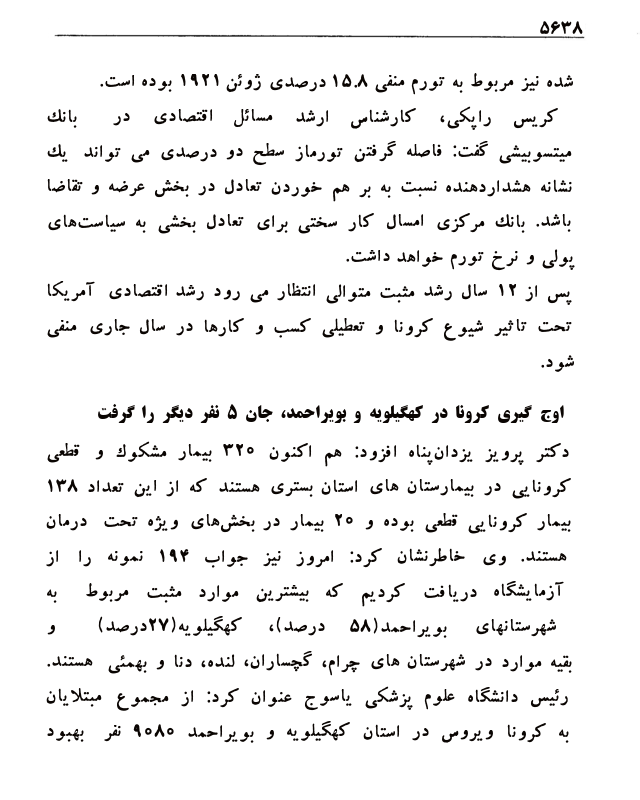 ۵۶۳۸
شده نیز مربوط به تورم منفی ۱۵.۸ درصدی ژوئن ۱۹۲۱ بوده است.
کریس راپکی، کارشناس ارشد مسائل اقتصادی در بانك
میتسوبیشی گفت: فاصله گرفتن تورماز سطح دو درصدی می تواند یك
نشانه هشداردهنده نسبت به بر هم خوردن تعادل در بخش عرضه و تقاضا
باشد. بانك مرکزی امسال کار سختی برای تعادل بخشی به سیاست‌های
پولی و نرخ تورم خواهد داشت.
پس از ۱۲ سال رشد مثبت متوالی انتظار می رود رشد اقتصادی آمریکا
تحت تاثیر شیوع کرونا و تعطیلی کسب و کارها در سال جاری منفی
شود.
اوج گیری کرونا در کهگیلویه و بویراحمد، جان ۵ نفر دیگر را گرفت
دکتر پرویز یزدان‌پناه افزود: هم اکنون ۳۲۰ بیمار مشکوك و قطعی
کرونایی در بیمارستان های استان بستری هستند که از این تعداد ۱۳۸
بیمار کرونایی قطعی بوده و ۲۰ بیمار در بخش‌های ویژه تحت درمان
هستند. وی خاطرنشان کرد: امروز نیز جواب ۱۹۴ نمونه را از
آزمایشگاه دریافت کردیم که بیشترین موارد مثبت مربوط به
شهرستانهای بویراحمد(۵۸ درصد)، کهگیلویه(۲۷درصد) و
بقیه موارد در شهرستان های چرام، گچساران، لنده، دنا و بهمئی هستند.
رئیس دانشگاه علوم پزشکی یاسوج عنوان کرد: از مجموع مبتلایان
به کرونا ویروس در استان کهگیلویه و بویراحمد ۹۰۸۰ نفر بهبود